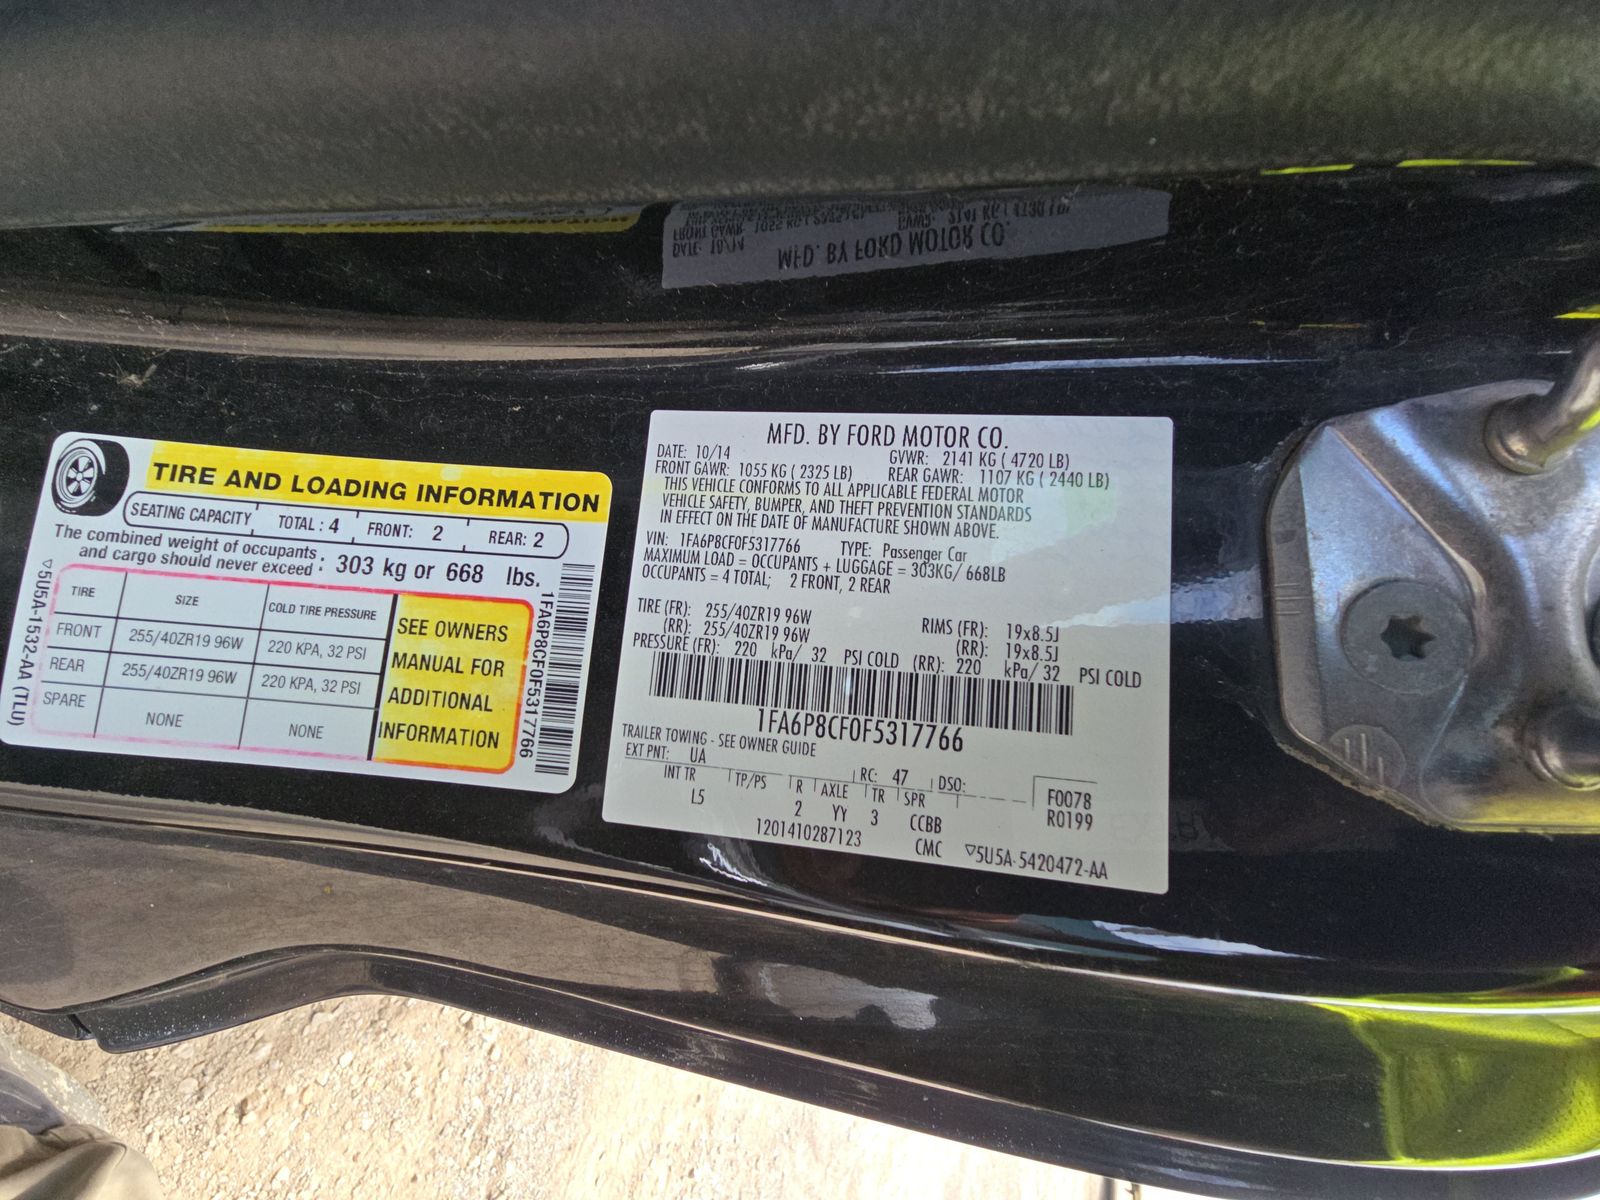 TIRE AND LOADING INFORMATION
SEATING CAPACITY TOTAL : 4 FRONT: 2 REAR: 2
The combined weight of occupants
and cargo should never exceed : 303 kg or 668 lbs.
TIRE SIZE COLD TIRE PRESSURE
FRONT 255/40ZR19 96W 220 KPA, 32 PSI
REAR 255/40ZR19 96W 220 KPA, 32 PSI
SPARE NONE NONE
SEE OWNERS
MANUAL FOR
ADDITIONAL
INFORMATION
5U5A-1532-AA (TLU)
1FA6P8CF0F5317766
MFD. BY FORD MOTOR CO.
DATE: 10/14 GVWR: 2141 KG ( 4720 LB)
FRONT GAWR: 1055 KG ( 2325 LB) REAR GAWR: 1107 KG ( 2440 LB)
THIS VEHICLE CONFORMS TO ALL APPLICABLE FEDERAL MOTOR
VEHICLE SAFETY, BUMPER, AND THEFT PREVENTION STANDARDS
IN EFFECT ON THE DATE OF MANUFACTURE SHOWN ABOVE.
VIN: 1FA6P8CF0F5317766 TYPE: Passenger Car
MAXIMUM LOAD = OCCUPANTS + LUGGAGE = 303KG/ 668LB
OCCUPANTS = 4 TOTAL; 2 FRONT, 2 REAR
TIRE (FR): 255/40ZR19 96W RIMS (FR): 19x8.5J
(RR): 255/40ZR19 96W (RR): 19x8.5J
PRESSURE (FR): 220 kPa/ 32 PSI COLD (RR): 220 kPa/ 32 PSI COLD
1FA6P8CF0F5317766
TRAILER TOWING - SEE OWNER GUIDE
EXT PNT: UA RC: 47 DSO:
INT TR TP/PS R AXLE TR SPR F0078
L5 2 YY 3 CCBB R0199
1201410287123 CMC 5U5A-5420472-AA